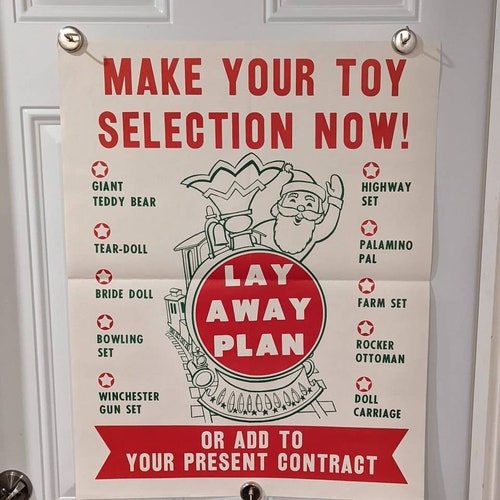 MAKE YOUR TOY
SELECTION NOW!
GIANT
TEDDY BEAR
TEAR-DOLL
BRIDE DOLL
BOWLING
SET
WINCHESTER
GUN SET
LAY
AWAY
PLAN
HIGHWAY
SET
PALAMINO
PAL
FARM SET
ROCKER
OTTOMAN
DOLL
CARRIAGE
OR ADD TO
YOUR PRESENT CONTRACT